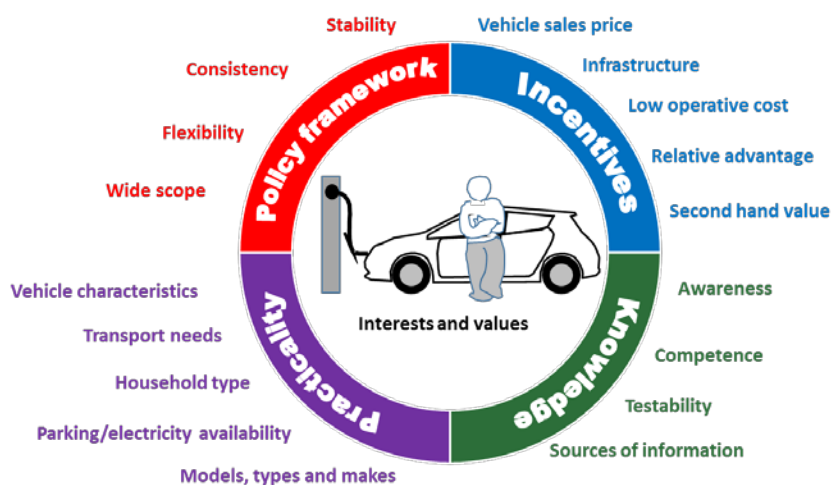 Policy framework
Stability
Consistency
Flexibility
Wide scope
Incentives
Vehicle sales price
Infrastructure
Low operative cost
Relative advantage
Second hand value
Knowledge
Awareness
Competence
Testability
Sources of information
Practicality
Vehicle characteristics
Transport needs
Household type
Parking/electricity availability
Models, types and makes
Interests and values